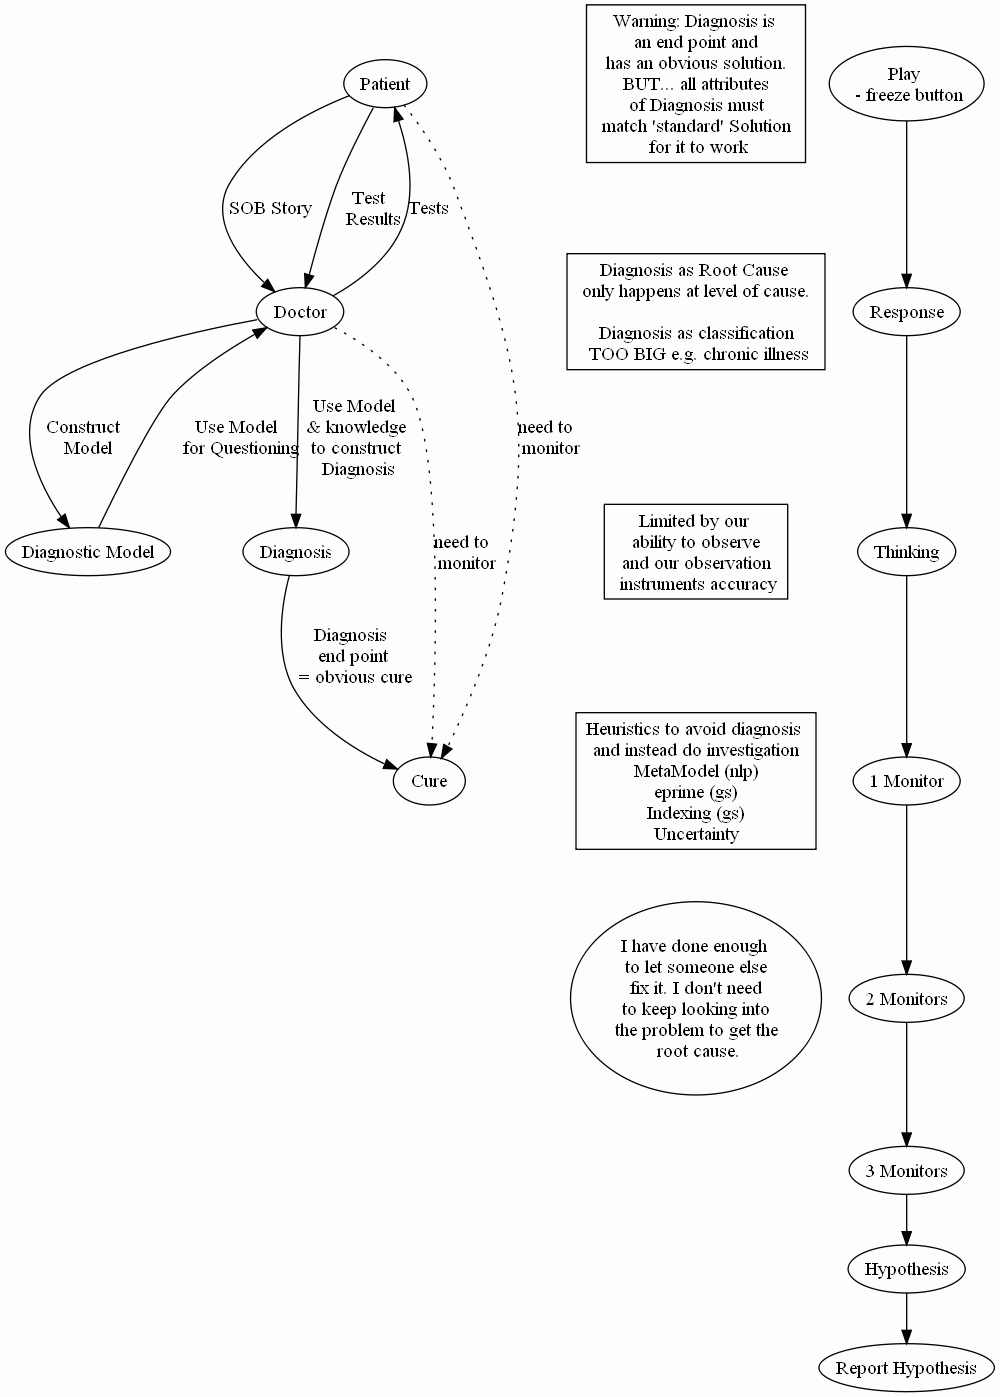 Patient
SOB Story
Test
Results
Tests
Doctor
Construct
Model
Use Model
for Questioning
Use Model
& knowledge
to construct
Diagnosis
need to
monitor
need to
monitor
Diagnostic Model
Diagnosis
Diagnosis
end point
= obvious cure
Cure
Warning: Diagnosis is
an end point and
has an obvious solution.
BUT... all attributes
of Diagnosis must
match 'standard' Solution
for it to work
Diagnosis as Root Cause
only happens at level of cause.
Diagnosis as classification
TOO BIG e.g. chronic illness
Limited by our
ability to observe
and our observation
instruments accuracy
Heuristics to avoid diagnosis
and instead do investigation
MetaModel (nlp)
eprime (gs)
Indexing (gs)
Uncertainty
I have done enough
to let someone else
fix it. I don't need
to keep looking into
the problem to get the
root cause.
Play
- freeze button
Response
Thinking
1 Monitor
2 Monitors
3 Monitors
Hypothesis
Report Hypothesis